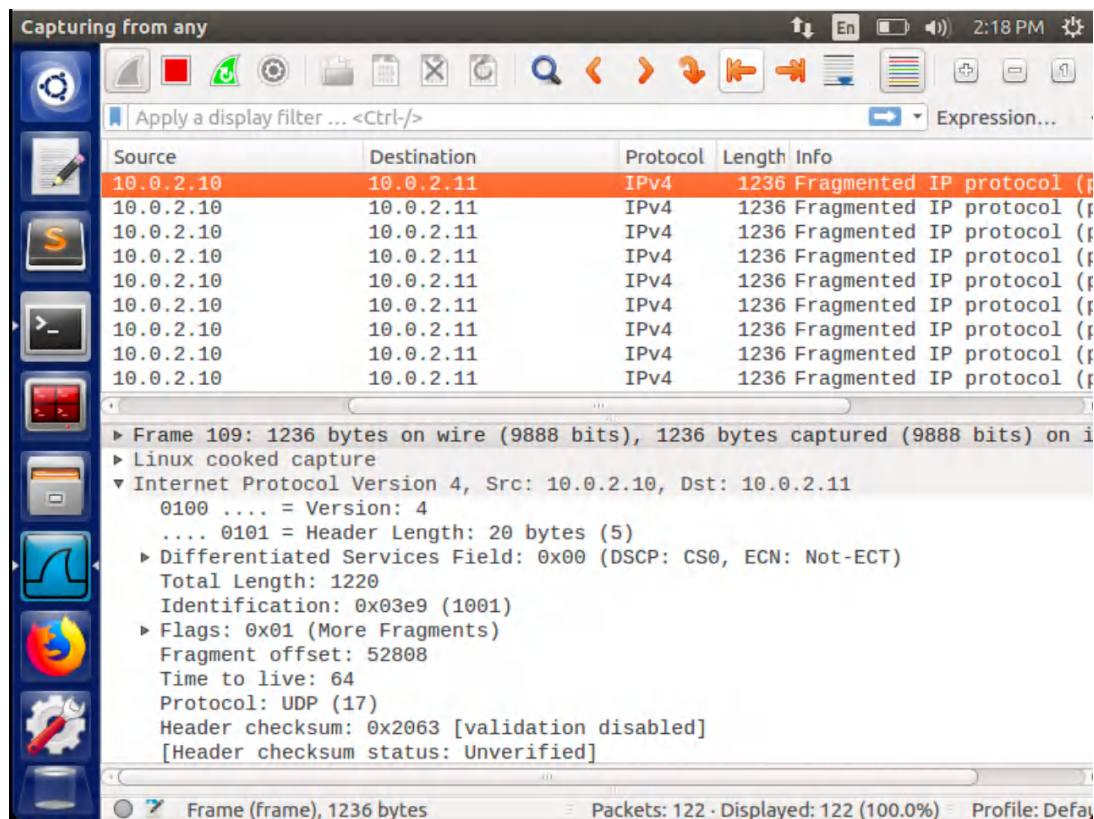 Capturing from any En 2:18 PM
Apply a display filter ... <Ctrl-/> Expression...
Source Destination Protocol Length Info
10.0.2.10 10.0.2.11 IPv4 1236 Fragmented IP protocol (p
10.0.2.10 10.0.2.11 IPv4 1236 Fragmented IP protocol (p
10.0.2.10 10.0.2.11 IPv4 1236 Fragmented IP protocol (p
10.0.2.10 10.0.2.11 IPv4 1236 Fragmented IP protocol (p
10.0.2.10 10.0.2.11 IPv4 1236 Fragmented IP protocol (p
10.0.2.10 10.0.2.11 IPv4 1236 Fragmented IP protocol (p
10.0.2.10 10.0.2.11 IPv4 1236 Fragmented IP protocol (p
10.0.2.10 10.0.2.11 IPv4 1236 Fragmented IP protocol (p
10.0.2.10 10.0.2.11 IPv4 1236 Fragmented IP protocol (p
Frame 109: 1236 bytes on wire (9888 bits), 1236 bytes captured (9888 bits) on i
Linux cooked capture
Internet Protocol Version 4, Src: 10.0.2.10, Dst: 10.0.2.11
0100 .... = Version: 4
.... 0101 = Header Length: 20 bytes (5)
Differentiated Services Field: 0x00 (DSCP: CS0, ECN: Not-ECT)
Total Length: 1220
Identification: 0x03e9 (1001)
Flags: 0x01 (More Fragments)
Fragment offset: 52808
Time to live: 64
Protocol: UDP (17)
Header checksum: 0x2063 [validation disabled]
[Header checksum status: Unverified]
Frame (frame), 1236 bytes Packets: 122 · Displayed: 122 (100.0%) Profile: Defau